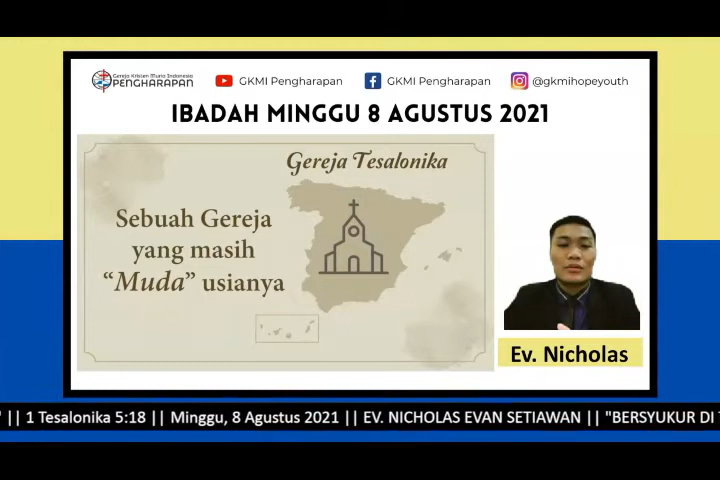 Gereja Kristen Muria Indonesia
PENGHARAPAN
GKMI Pengharapan
GKMI Pengharapan
@gkmihopeyouth
IBADAH MINGGU 8 AGUSTUS 2021
Gereja Tesalonika
Sebuah Gereja
yang masih
“Muda” usianya
Ev. Nicholas
" || 1 Tesalonika 5:18 || Minggu, 8 Agustus 2021 || EV. NICHOLAS EVAN SETIAWAN || "BERSYUKUR DI